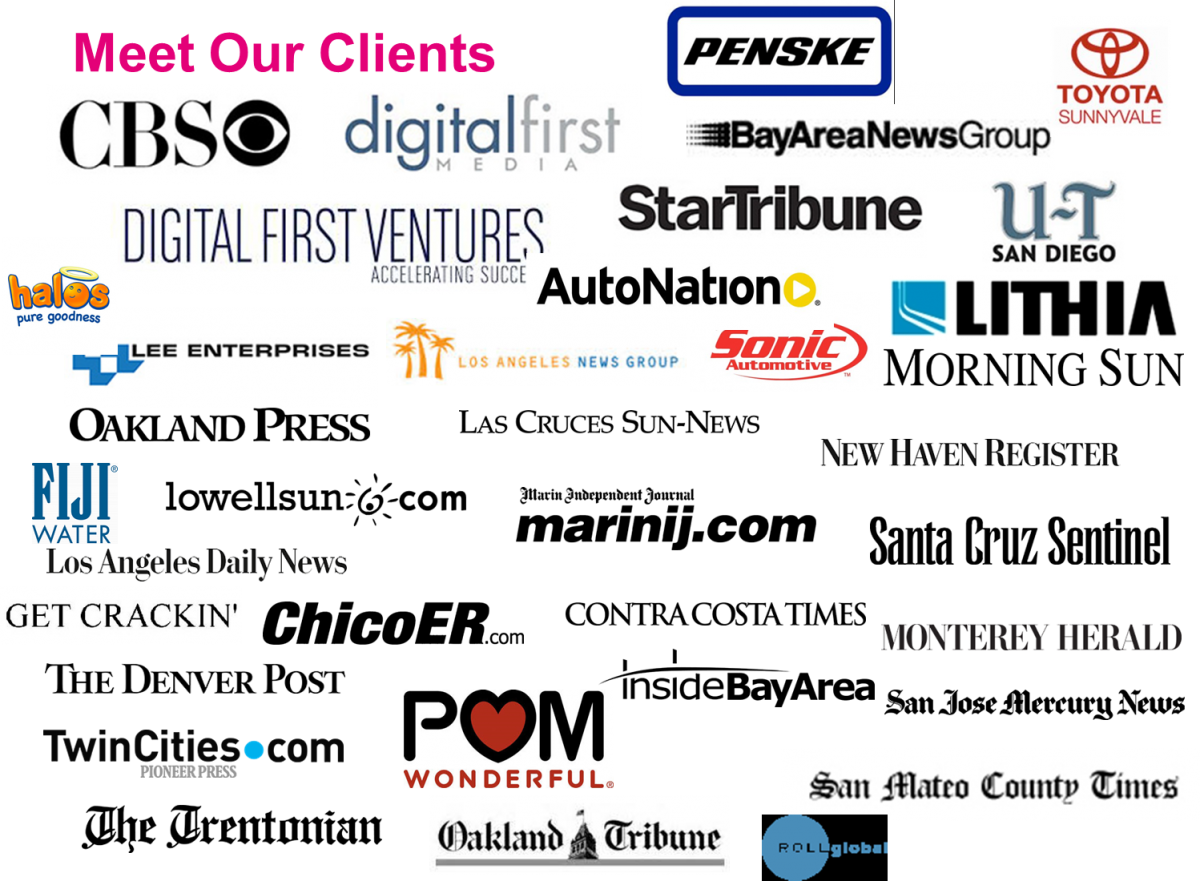 Meet Our Clients
PENSKE
TOYOTA
SUNNYVALE
CBS
digitalfirst
MEDIA
BayAreaNewsGroup
DIGITAL FIRST VENTURES
ACCELERATING SUCCE
StarTribune
U-T
SAN DIEGO
halos
pure goodness
AutoNation®
LITHIA
LEE ENTERPRISES
LOS ANGELES NEWS GROUP
Sonic
Automotive™
MORNING SUN
OAKLAND PRESS
LAS CRUCES SUN-NEWS
NEW HAVEN REGISTER
FIJI®
WATER
lowellsun.com
Marin Independent Journal
marinij.com
Santa Cruz Sentinel
Los Angeles Daily News
GET CRACKIN'
ChicoER.com
CONTRA COSTA TIMES
MONTEREY HERALD
THE DENVER POST
insideBayArea
San Jose Mercury News
TwinCities.com
PIONEER PRESS
POM
WONDERFUL®
San Mateo County Times
The Trentonian
Oakland Tribune
ROLLglobal